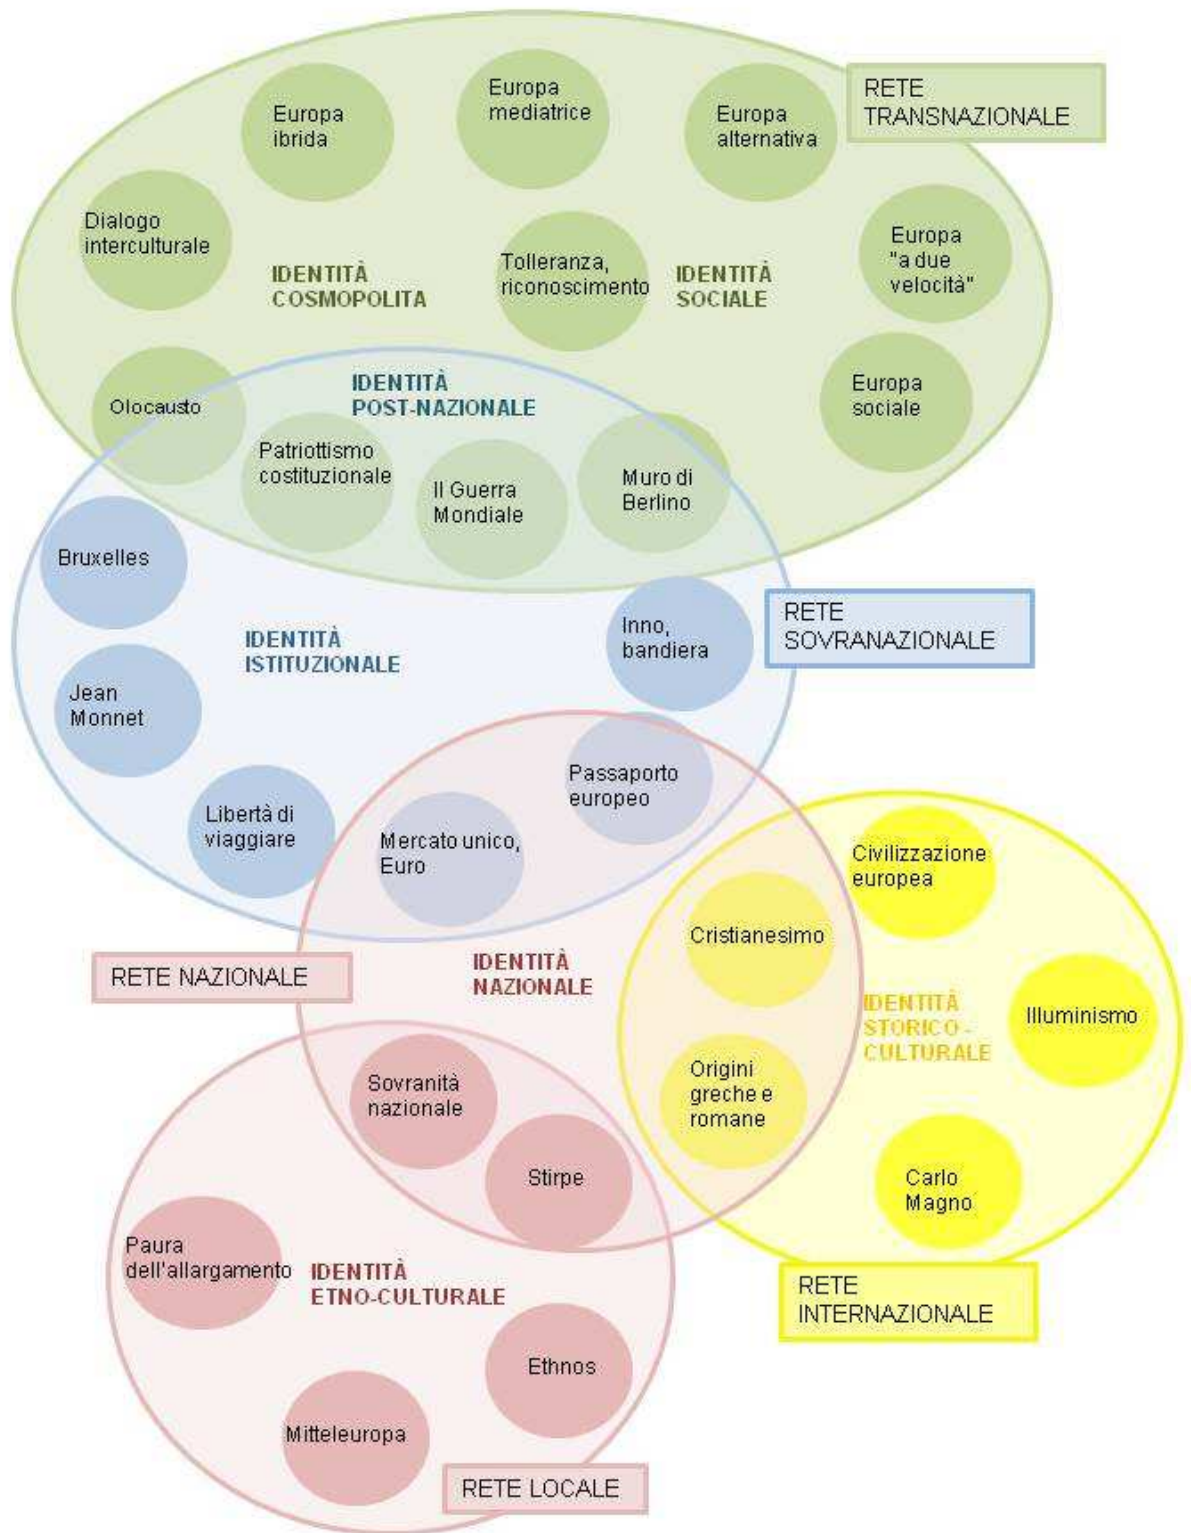 RETE
TRANSNAZIONALE
Europa
ibrida
Europa
mediatrice
Europa
alternativa
Dialogo
interculturale
IDENTITÀ
COSMOPOLITA
Tolleranza,
riconoscimento
IDENTITÀ
SOCIALE
Europa
"a due
velocità"
Olocausto
IDENTITÀ
POST-NAZIONALE
Europa
sociale
Patriottismo
costituzionale
II Guerra
Mondiale
Muro di
Berlino
Bruxelles
IDENTITÀ
ISTITUZIONALE
Inno,
bandiera
RETE
SOVRANAZIONALE
Jean
Monnet
Libertà di
viaggiare
Mercato unico,
Euro
Passaporto
europeo
Civilizzazione
europea
Cristianesimo
RETE NAZIONALE
IDENTITÀ
NAZIONALE
IDENTITÀ
STORICO -
CULTURALE
Illuminismo
Sovranità
nazionale
Origini
greche e
romane
Stirpe
Carlo
Magno
Paura
dell'allargamento
IDENTITÀ
ETNO-CULTURALE
RETE
INTERNAZIONALE
Ethnos
Mitteleuropa
RETE LOCALE